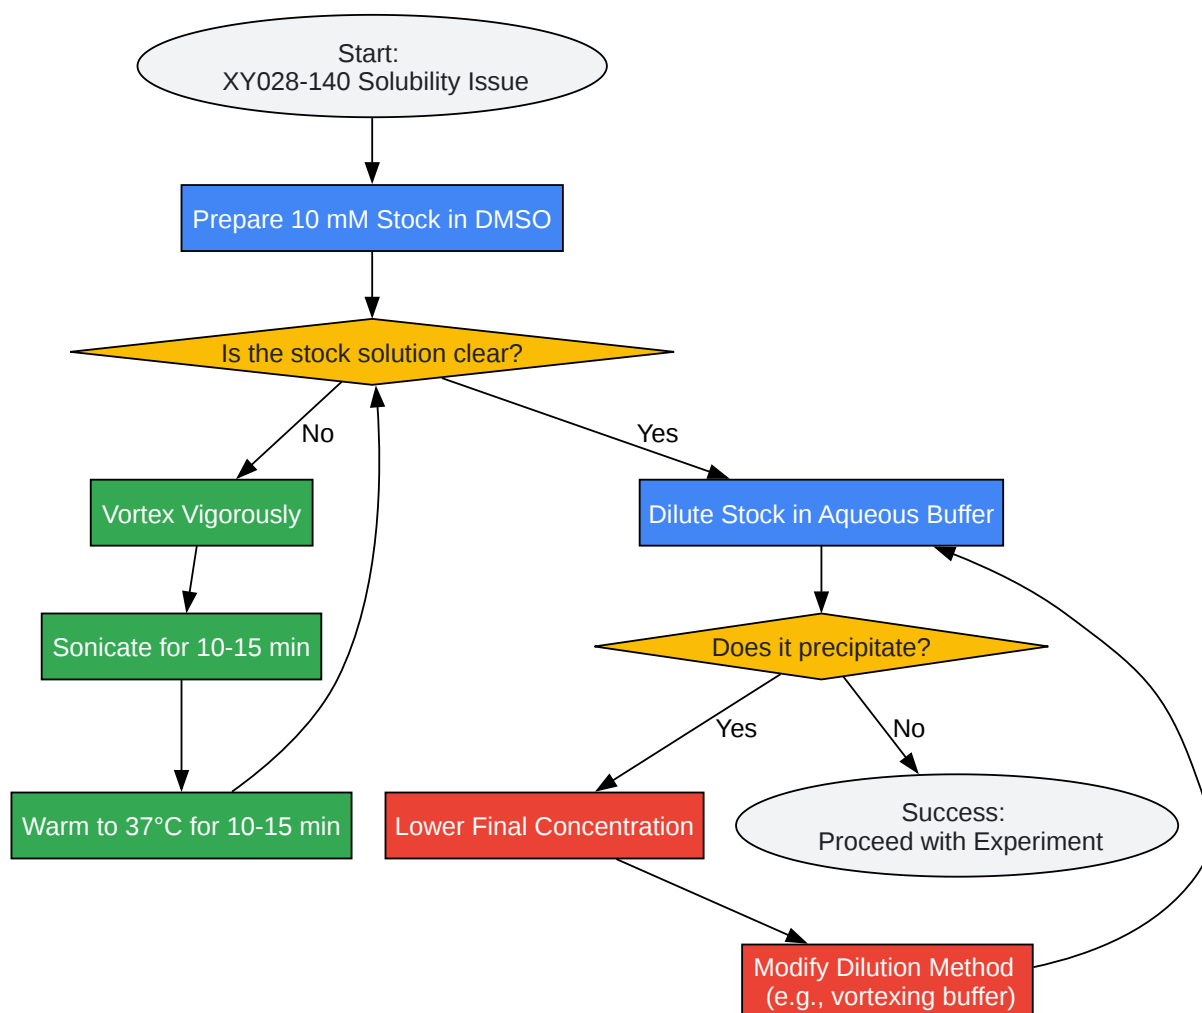 Start:
XY028-140 Solubility Issue
Prepare 10 mM Stock in DMSO
Is the stock solution clear?
No
Yes
Vortex Vigorously
Dilute Stock in Aqueous Buffer
Sonicate for 10-15 min
Does it precipitate?
Yes
No
Warm to 37°C for 10-15 min
Lower Final Concentration
Success:
Proceed with Experiment
Modify Dilution Method
(e.g., vortexing buffer)